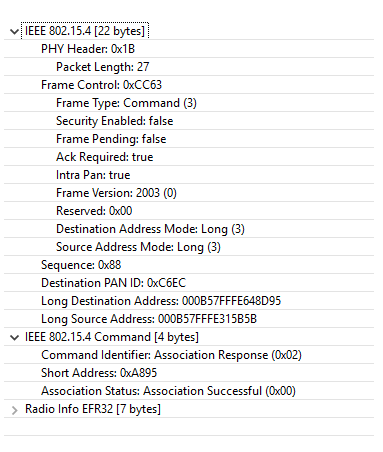 IEEE 802.15.4 [22 bytes]
PHY Header: 0x1B
Packet Length: 27
Frame Control: 0xCC63
Frame Type: Command (3)
Security Enabled: false
Frame Pending: false
Ack Required: true
Intra Pan: true
Frame Version: 2003 (0)
Reserved: 0x00
Destination Address Mode: Long (3)
Source Address Mode: Long (3)
Sequence: 0x88
Destination PAN ID: 0xC6EC
Long Destination Address: 000B57FFFE648D95
Long Source Address: 000B57FFFE315B5B
IEEE 802.15.4 Command [4 bytes]
Command Identifier: Association Response (0x02)
Short Address: 0xA895
Association Status: Association Successful (0x00)
Radio Info EFR32 [7 bytes]